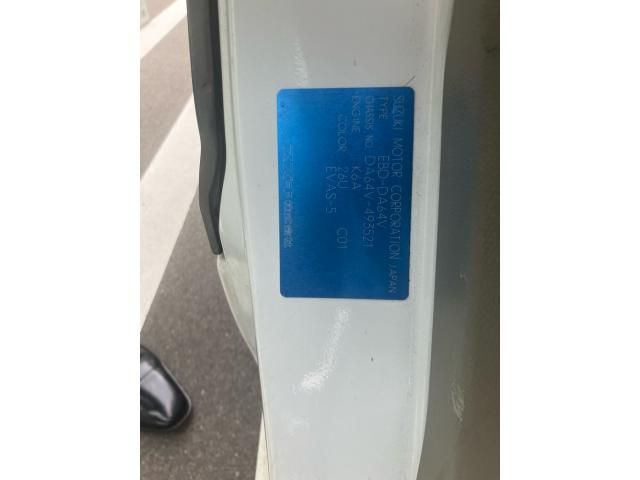 SUZUKI MOTOR CORPORATION JAPAN
TYPE EBD-DA64V
CHASSIS NO. DA64V-493521
ENGINE K6A
COLOR 26U C01
EVAS-5